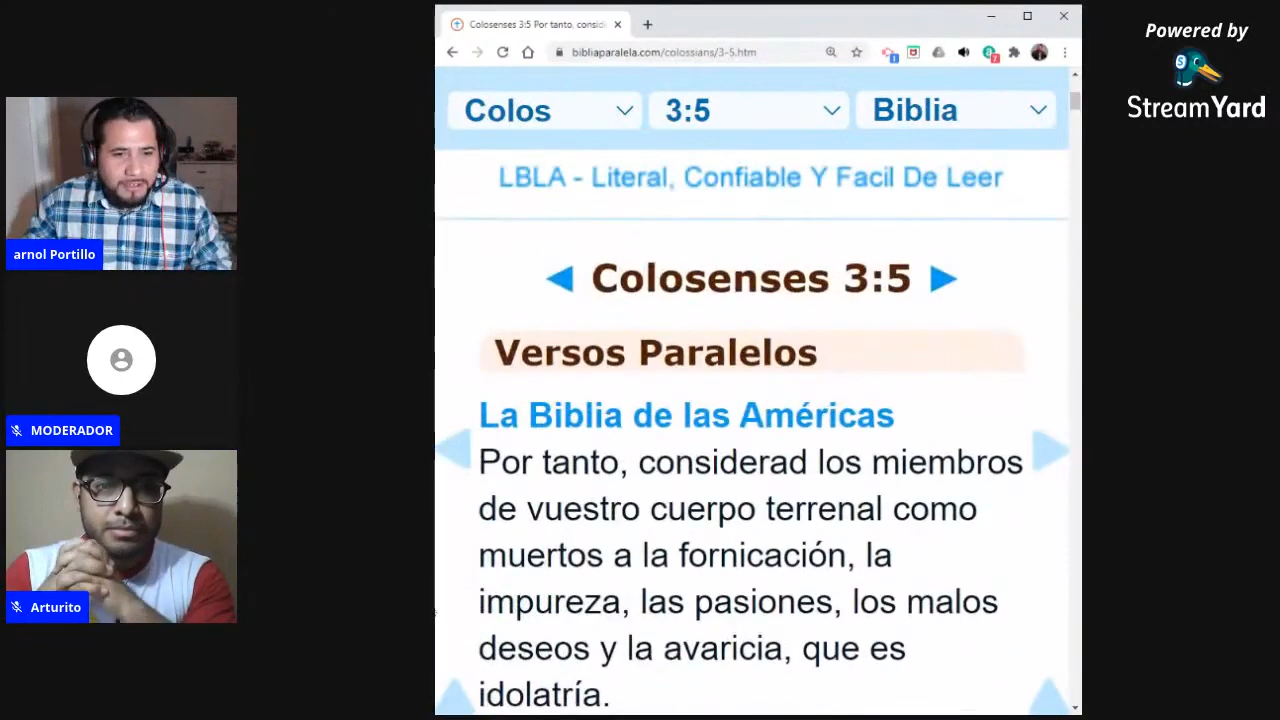 Colosenses 3:5 Por tanto, consid
bibliaparalela.com/colossians/3-5.htm
1
7
Powered by
S
StreamYard
Colos
3:5
Biblia
LBLA - Literal, Confiable Y Facil De Leer
Colosenses 3:5
Versos Paralelos
La Biblia de las Américas
Por tanto, considerad los miembros
de vuestro cuerpo terrenal como
muertos a la fornicación, la
impureza, las pasiones, los malos
deseos y la avaricia, que es
idolatría.
arnol Portillo
MODERADOR
Arturito